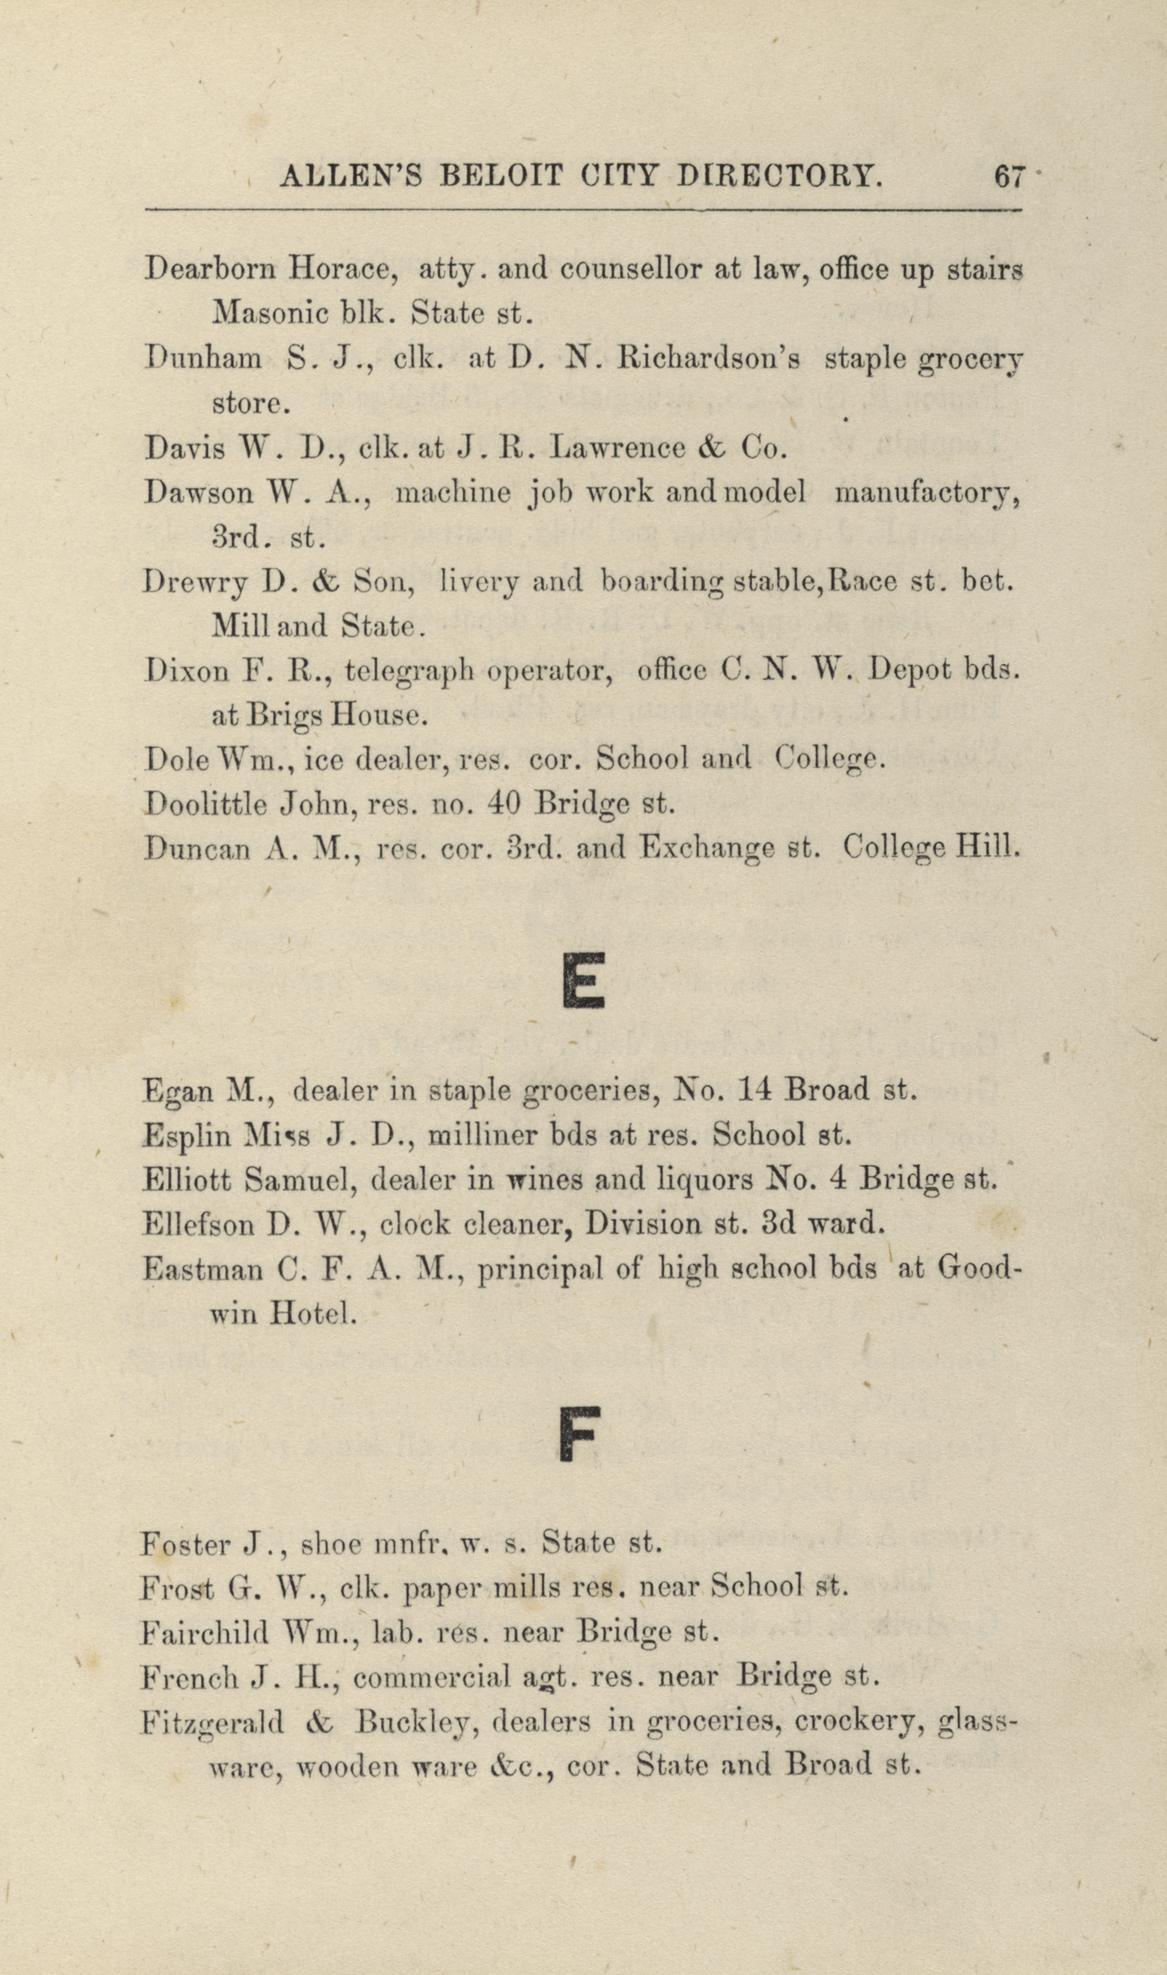 ALLEN'S BELOIT CITY DIRECTORY. 67
Dearborn Horace, atty. and counsellor at law, office up stairs
Masonic blk. State st.
Dunham S. J., clk. at D. N. Richardson's staple grocery
store.
Davis W. D., clk. at J. R. Lawrence & Co.
Dawson W. A., machine job work and model manufactory,
3rd. st.
Drewry D. & Son, livery and boarding stable, Race st. bet.
Mill and State.
Dixon F. R., telegraph operator, office C. N. W. Depot bds.
at Brigs House.
Dole Wm., ice dealer, res. cor. School and College.
Doolittle John, res. no. 40 Bridge st.
Duncan A. M., res. cor. 3rd. and Exchange st. College Hill.
E
Egan M., dealer in staple groceries, No. 14 Broad st.
Esplin Miss J. D., milliner bds at res. School st.
Elliott Samuel, dealer in wines and liquors No. 4 Bridge st.
Ellefson D. W., clock cleaner, Division st. 3d ward.
Eastman C. F. A. M., principal of high school bds at Good-
win Hotel.
F
Foster J., shoe mnfr. w. s. State st.
Frost G. W., clk. paper mills res. near School st.
Fairchild Wm., lab. res. near Bridge st.
French J. H., commercial agt. res. near Bridge st.
Fitzgerald & Buckley, dealers in groceries, crockery, glass-
ware, wooden ware &c., cor. State and Broad st.